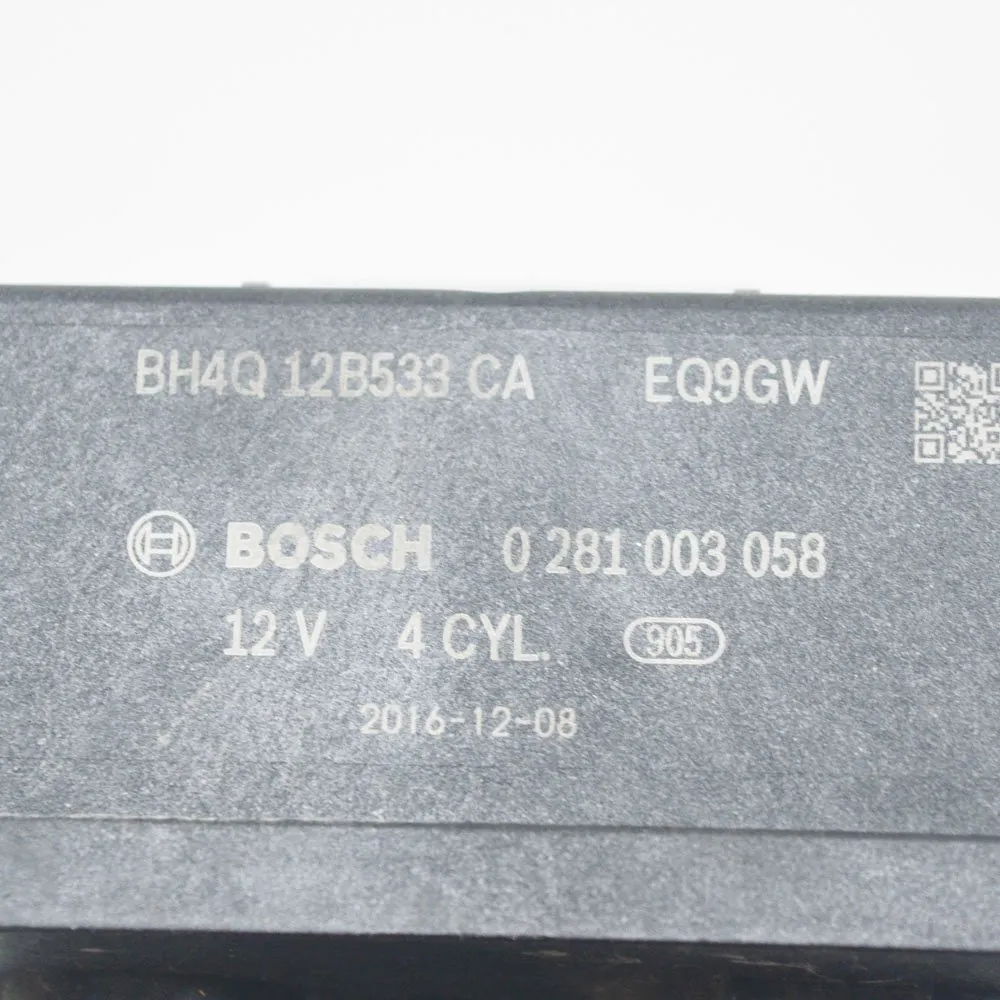 BH4Q 12B533 CA EQ9GW
BOSCH 0 281 003 058
12 V 4 CYL. 905
2016-12-08